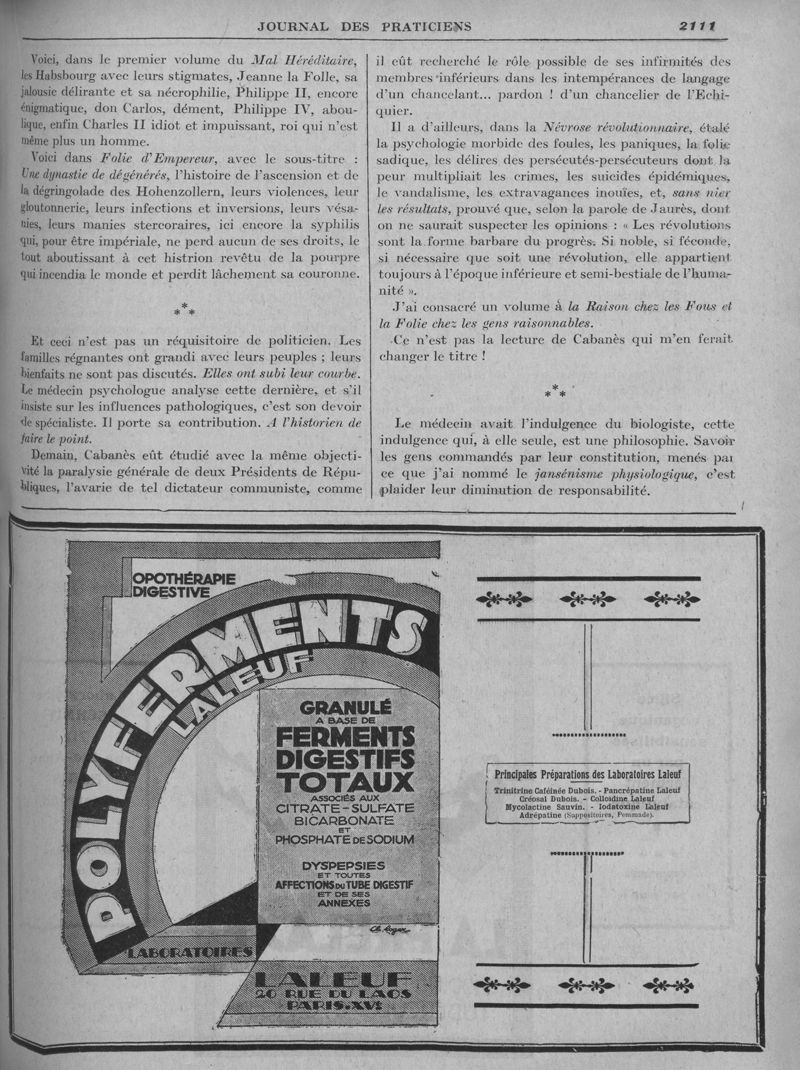 JOURNAL DES PRATICIENS
2111
Voici, dans le premier volume du Mal Héréditaire,
les Habsbourg avec leurs stigmates, Jeanne la Folle, sa
jalousie délirante et sa nécrophilie, Philippe II, encore
énigmatique, don Carlos, dément, Philippe IV, abou-
lique, enfin Charles II idiot et impuissant, roi qui n'est
même plus un homme.
Voici dans Folie d'Empereur, avec le sous-titre :
Une dynastie de dégénérés, l'histoire de l'ascension et de
la dégringolade des Hohenzollern, leurs violences, leur
gloutonnerie, leurs infections et inversions, leurs vésa-
nies, leurs manies stercoraires, ici encore la syphilis
qui, pour être impériale, ne perd aucun de ses droits, le
tout aboutissant à cet histrion revêtu de la pourpre
qui incendia le monde et perdit lâchement sa couronne.
*
* *
Et ceci n'est pas un réquisitoire de politicien. Les
familles régnantes ont grandi avec leurs peuples ; leurs
bienfaits ne sont pas discutés. Elles ont subi leur courbe.
Le médecin psychologue analyse cette dernière, et s'il
insiste sur les influences pathologiques, c'est son devoir
de spécialiste. Il porte sa contribution. A l'historien de
faire le point.
Demain, Cabanès eût étudié avec la même objecti-
vité la paralysie générale de deux Présidents de Répu-
bliques, l'avarie de tel dictateur communiste, comme
il eût recherché le rôle possible de ses infirmités des
membres inférieurs dans les intempérances de langage
d'un chancelant... pardon ! d'un chancelier de l'Echi-
quier.
Il a d'ailleurs, dans la Névrose révolutionnaire, étalé
la psychologie morbide des foules, les paniques, la folie
sadique, les délires des persécutés-persécuteurs dont la
peur multipliait les crimes, les suicides épidémiques,
le vandalisme, les extravagances inouïes, et, sans nier
les résultats, prouvé que, selon la parole de Jaurès, dont
on ne saurait suspecter les opinions : « Les révolutions
sont la forme barbare du progrès. Si noble, si féconde,
si nécessaire que soit une révolution, elle appartient
toujours à l'époque inférieure et semi-bestiale de l'huma-
nité ».
J'ai consacré un volume à la Raison chez les Fous et
la Folie chez les gens raisonnables.
Ce n'est pas la lecture de Cabanès qui m'en ferait
changer le titre !
*
* *
Le médecin avait l'indulgence du biologiste, cette
indulgence qui, à elle seule, est une philosophie. Savoir
les gens commandés par leur constitution, menés par
ce que j'ai nommé le jansénisme physiologique, c'est
plaider leur diminution de responsabilité.
OPOTHÉRAPIE
DIGESTIVE
POLYFERMENTS
LALEUF
GRANULÉ
A BASE DE
FERMENTS
DIGESTIFS
TOTAUX
ASSOCIÉS AUX
CITRATE-SULFATE
BICARBONATE
ET
PHOSPHATE DE SODIUM
DYSPEPSIES
ET TOUTES
AFFECTIONS DU TUBE DIGESTIF
ET DE SES
ANNEXES
LABORATOIRES
LALEUF
20 RUE DU LAOS
PARIS.XVe
Principales Préparations des Laboratoires Laleuf
Trinitrine Caféinée Dubois. - Pancrépatine Laleuf
Créosal Dubois. - Colloidine Laleuf
Mycolactine Sauvin. - Iodatoxine Laleuf
Adrépatine (Suppositoires, Pommade).